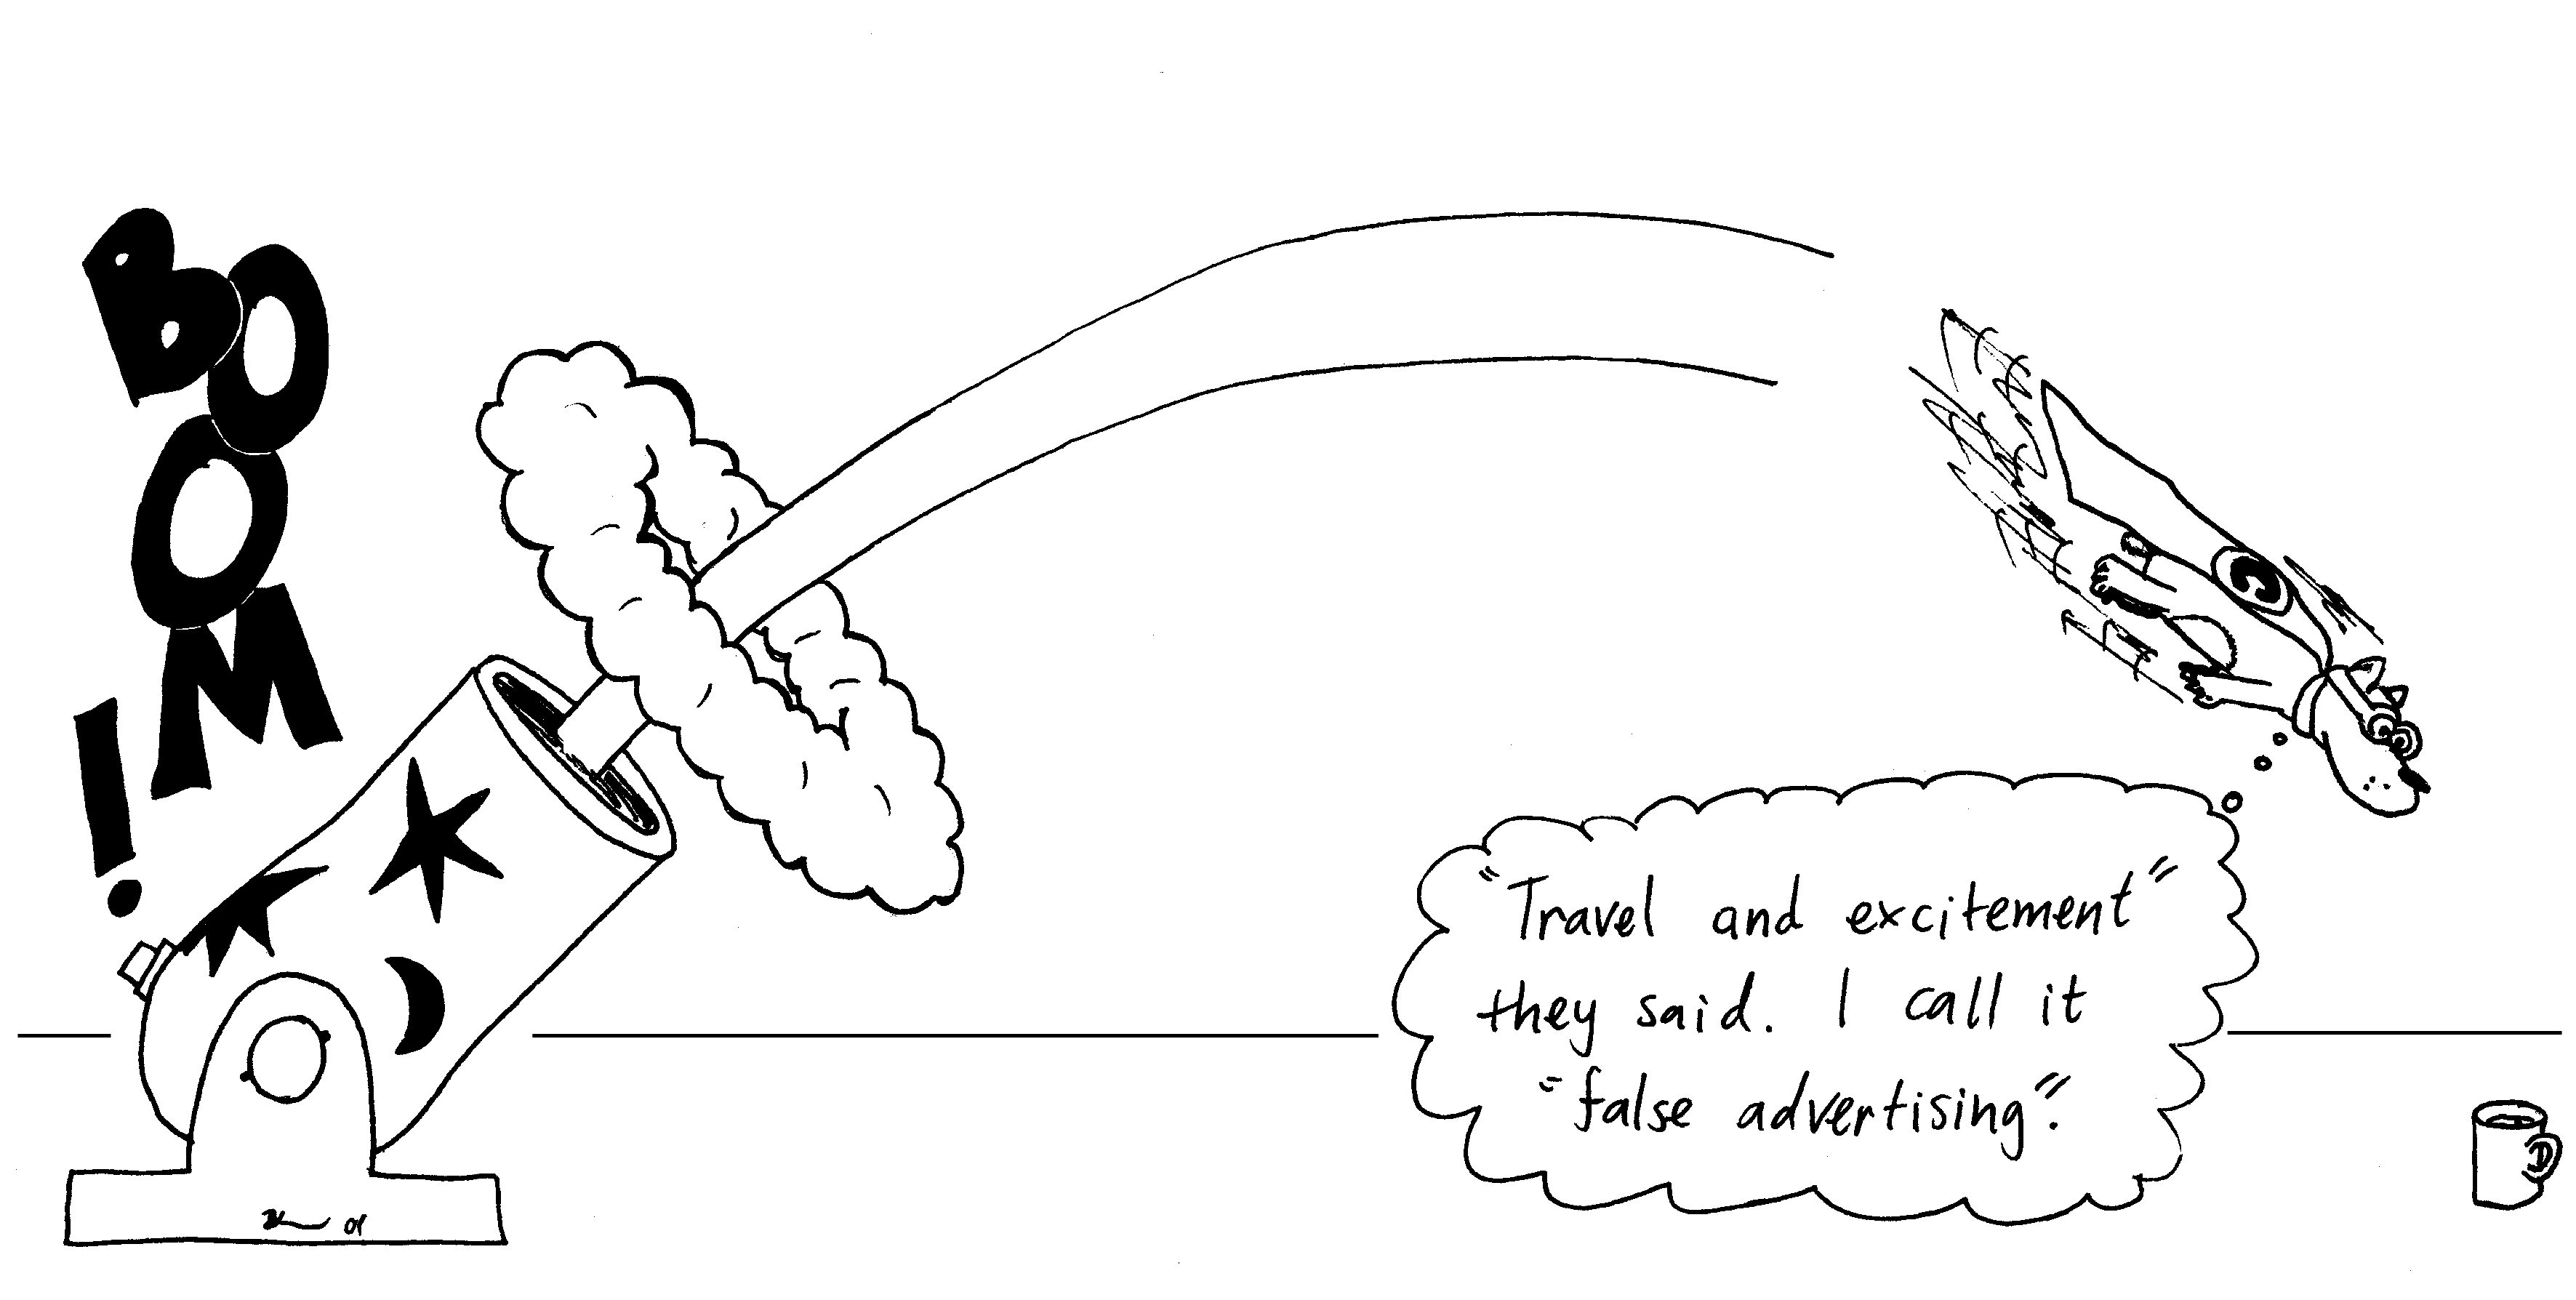 BOOM!
"Travel and excitement"
they said. I call it
"false advertising".